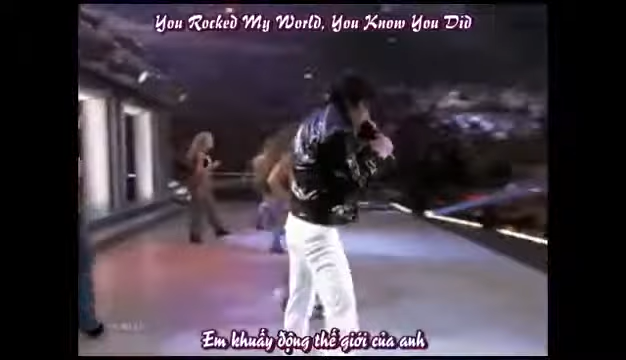 You Rocked My World, You Know You Did
Em khuấy động thế giới của anh